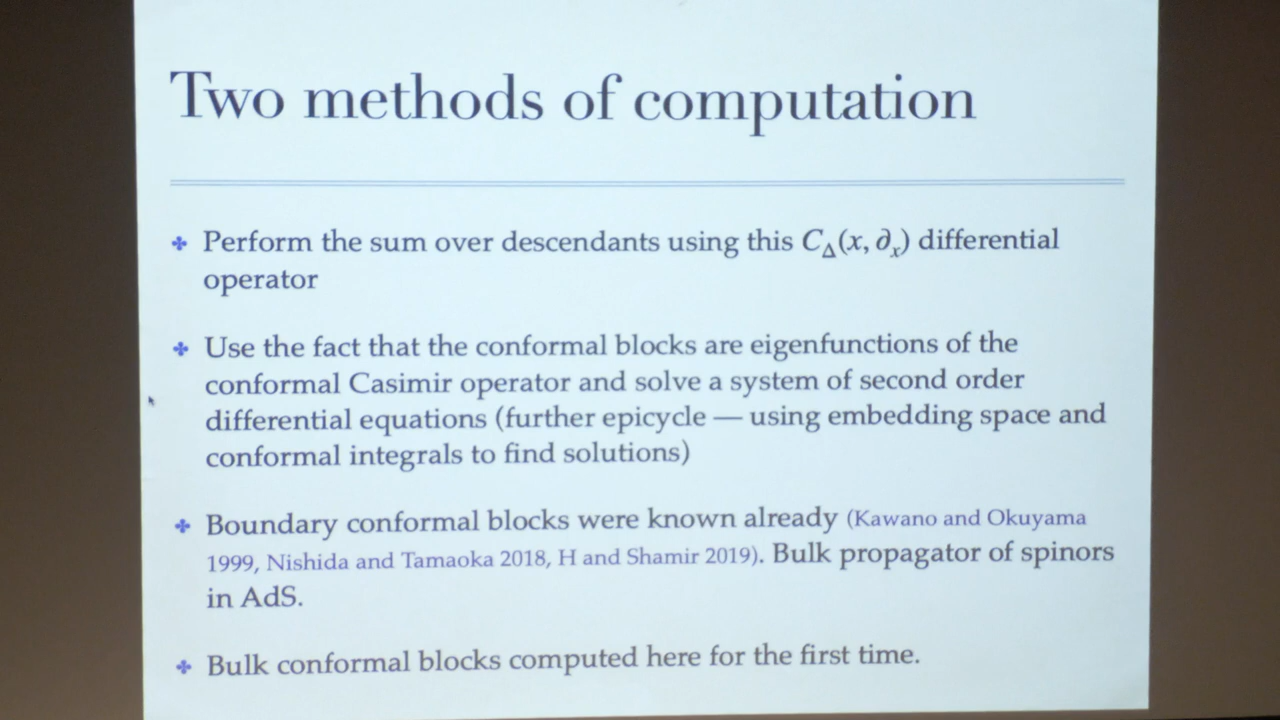 Two methods of computation
Perform the sum over descendants using this C_Δ(x, ∂_x) differential
operator
Use the fact that the conformal blocks are eigenfunctions of the
conformal Casimir operator and solve a system of second order
differential equations (further epicycle — using embedding space and
conformal integrals to find solutions)
Boundary conformal blocks were known already (Kawano and Okuyama
1999, Nishida and Tamaoka 2018, H and Shamir 2019). Bulk propagator of spinors
in AdS.
Bulk conformal blocks computed here for the first time.